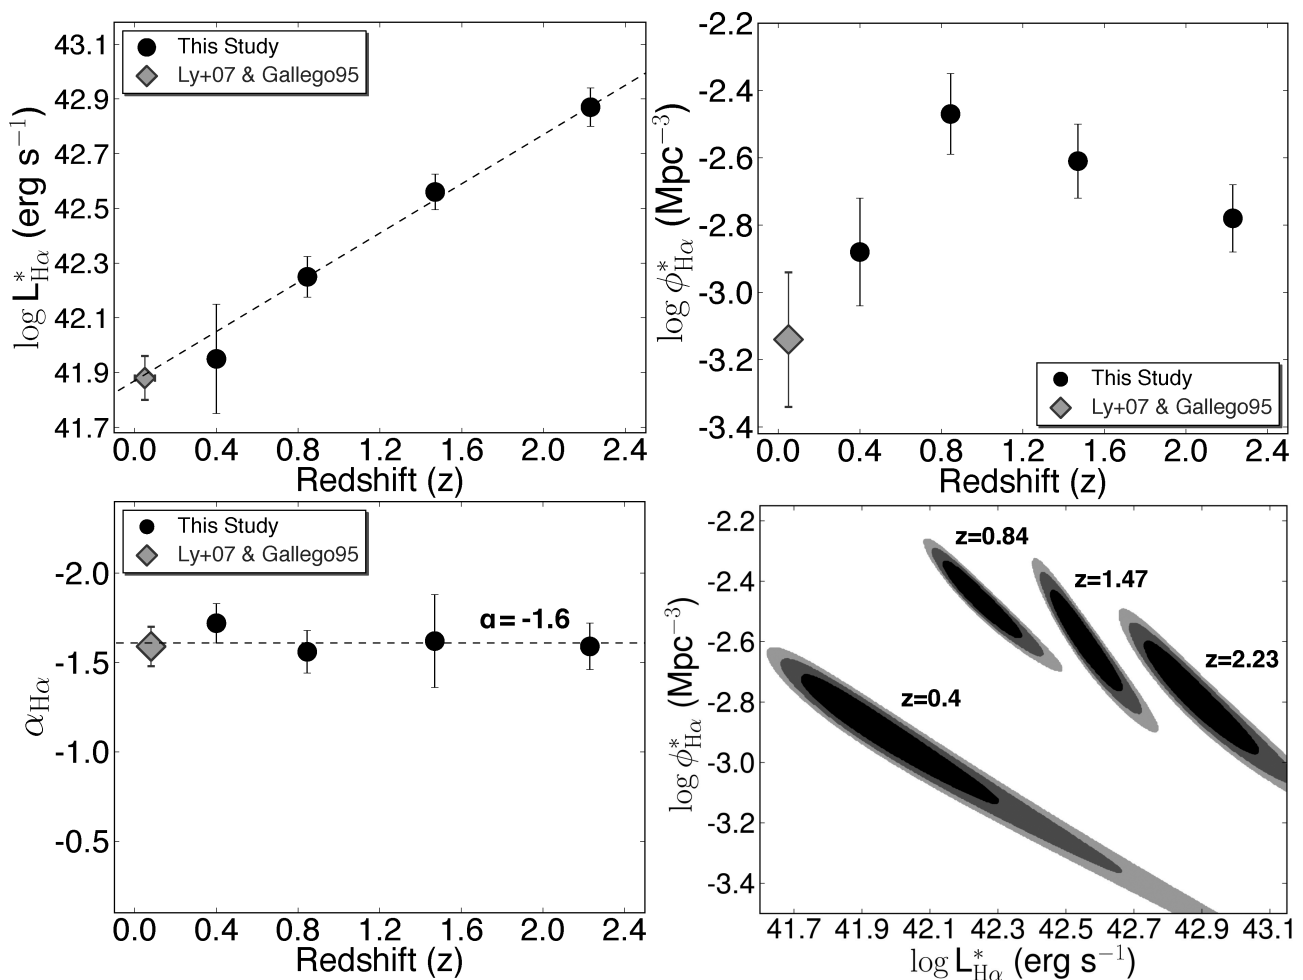 43.1
42.9
42.7
42.5
42.3
42.1
41.9
41.7
log L*Hα (erg s−1)
This Study
Ly+07 & Gallego95
0.0 0.4 0.8 1.2 1.6 2.0 2.4
Redshift (z)
-2.2
-2.4
-2.6
-2.8
-3.0
-3.2
-3.4
log ϕ*Hα (Mpc−3)
This Study
Ly+07 & Gallego95
0.0 0.4 0.8 1.2 1.6 2.0 2.4
Redshift (z)
-2.0
-1.5
-1.0
-0.5
αHα
This Study
Ly+07 & Gallego95
α = -1.6
0.0 0.4 0.8 1.2 1.6 2.0 2.4
Redshift (z)
-2.2
-2.4
-2.6
-2.8
-3.0
-3.2
-3.4
log ϕ*Hα (Mpc−3)
z=0.84
z=1.47
z=2.23
z=0.4
41.7 41.9 42.1 42.3 42.5 42.7 42.9 43.1
log L*Hα (erg s−1)